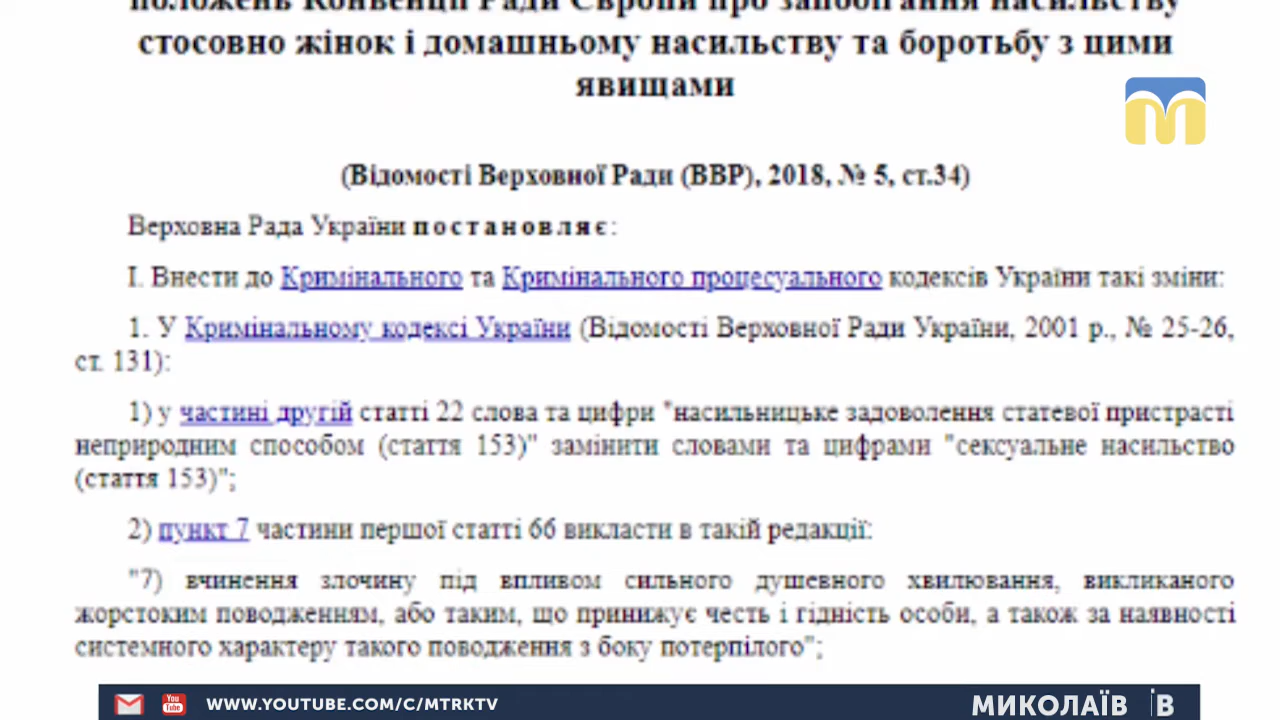 положень Конвенції Ради Європи про запобігання насильству
стосовно жінок і домашньому насильству та боротьбу з цими
явищами
(Відомості Верховної Ради (ВВР), 2018, № 5, ст.34)
Верховна Рада України постановляє:
I. Внести до Кримінального та Кримінального процесуального кодексів України такі зміни:
1. У Кримінальному кодексі України (Відомості Верховної Ради України, 2001 р., № 25-26,
ст. 131):
1) у частині другій статті 22 слова та цифри "насильницьке задоволення статевої пристрасті
неприродним способом (стаття 153)" замінити словами та цифрами "сексуальне насильство
(стаття 153)";
2) пункт 7 частини першої статті 66 викласти в такій редакції:
"7) вчинення злочину під впливом сильного душевного хвилювання, викликаного
жорстоким поводженням, або таким, що принижує честь і гідність особи, а також за наявності
системного характеру такого поводження з боку потерпілого";
You Tube WWW.YOUTUBE.COM/C/MTRKTV
МИКОЛАЇВ ЇВ